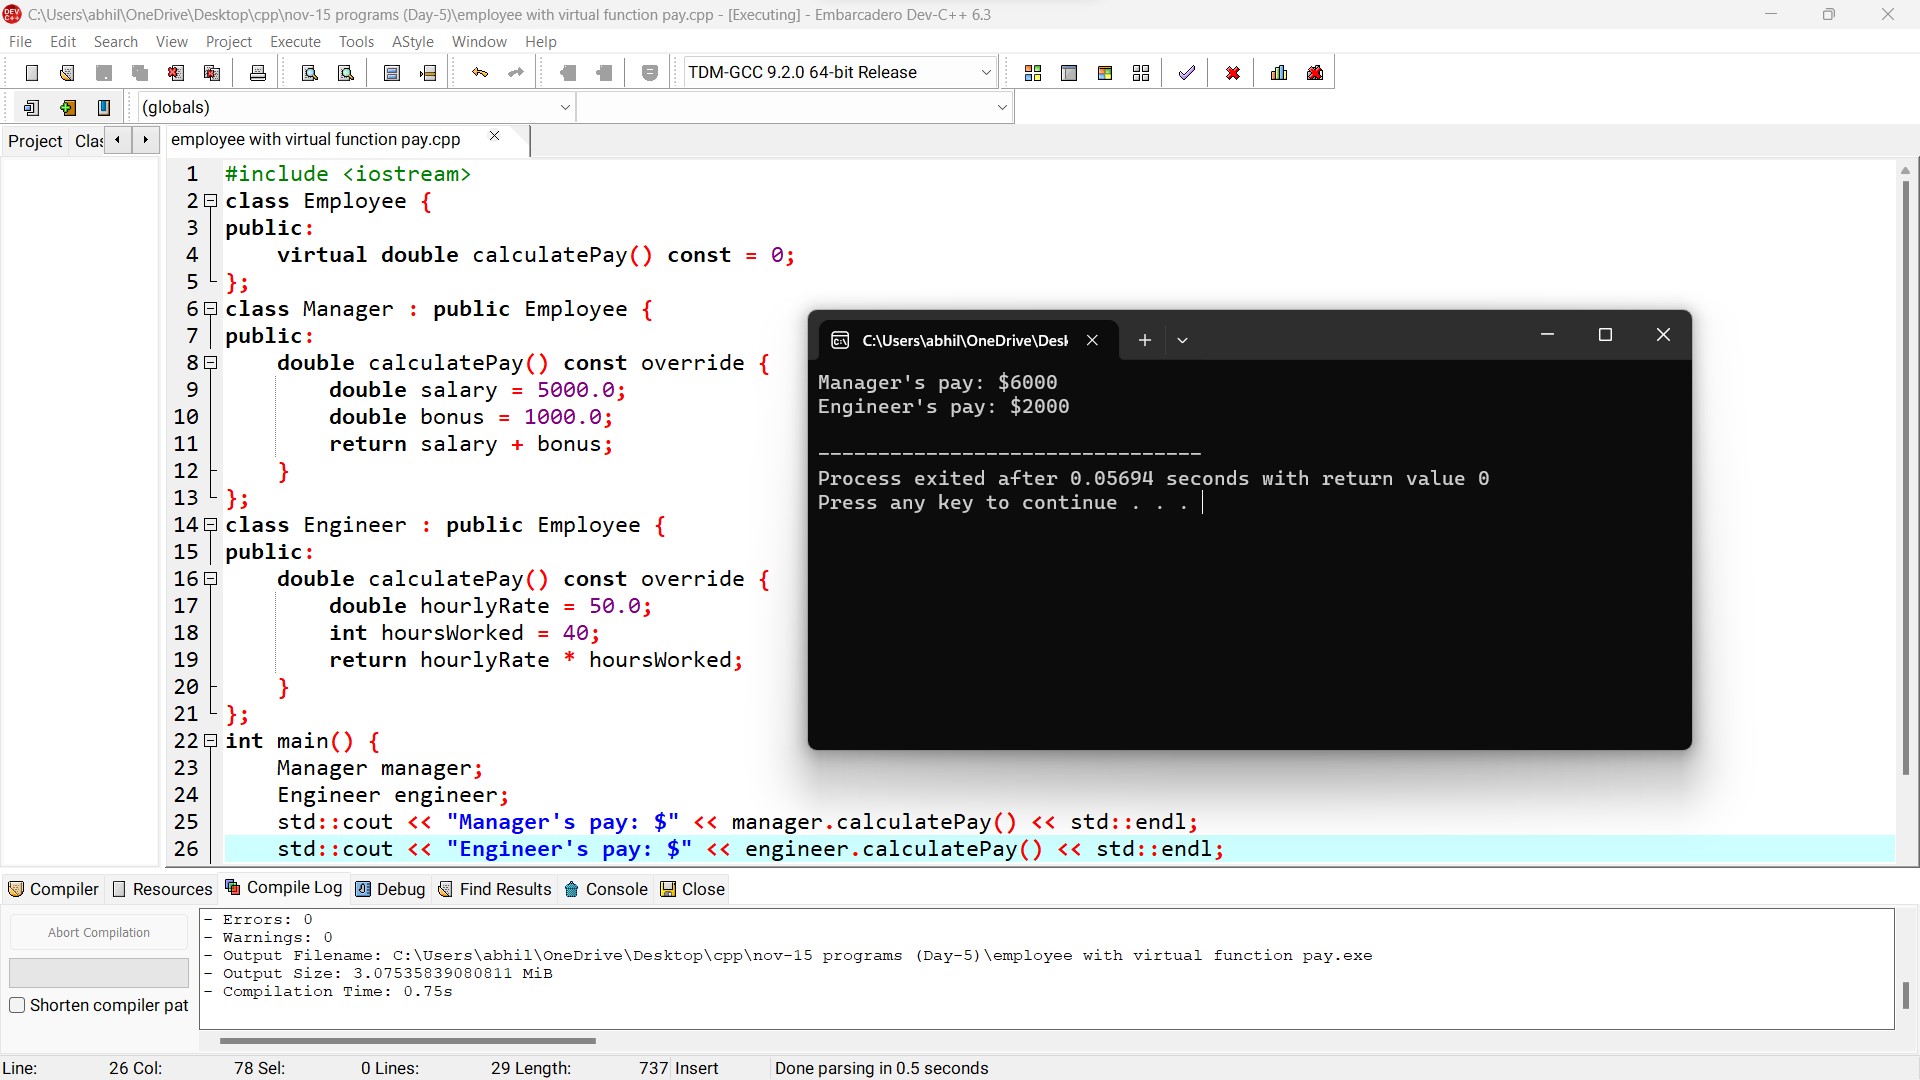 C:\Users\abhil\OneDrive\Desktop\cpp\nov-15 programs (Day-5)\employee with virtual function pay.cpp - [Executing] - Embarcadero Dev-C++ 6.3
File Edit Search View Project Execute Tools AStyle Window Help
TDM-GCC 9.2.0 64-bit Release
(globals)
Project Clas
employee with virtual function pay.cpp
1 #include <iostream>
2 class Employee {
3 public:
4     virtual double calculatePay() const = 0;
5 };
6 class Manager : public Employee {
7 public:
8     double calculatePay() const override {
9         double salary = 5000.0;
10         double bonus = 1000.0;
11         return salary + bonus;
12     }
13 };
14 class Engineer : public Employee {
15 public:
16     double calculatePay() const override {
17         double hourlyRate = 50.0;
18         int hoursWorked = 40;
19         return hourlyRate * hoursWorked;
20     }
21 };
22 int main() {
23     Manager manager;
24     Engineer engineer;
25     std::cout << "Manager's pay: $" << manager.calculatePay() << std::endl;
26     std::cout << "Engineer's pay: $" << engineer.calculatePay() << std::endl;
C:\Users\abhil\OneDrive\Desk
Manager's pay: $6000
Engineer's pay: $2000
--------------------------------
Process exited after 0.05694 seconds with return value 0
Press any key to continue . . .
Compiler Resources Compile Log Debug Find Results Console Close
Abort Compilation
Shorten compiler pat
- Errors: 0
- Warnings: 0
- Output Filename: C:\Users\abhil\OneDrive\Desktop\cpp\nov-15 programs (Day-5)\employee with virtual function pay.exe
- Output Size: 3.07535839080811 MiB
- Compilation Time: 0.75s
Line: 26 Col: 78 Sel: 0 Lines: 29 Length: 737 Insert Done parsing in 0.5 seconds